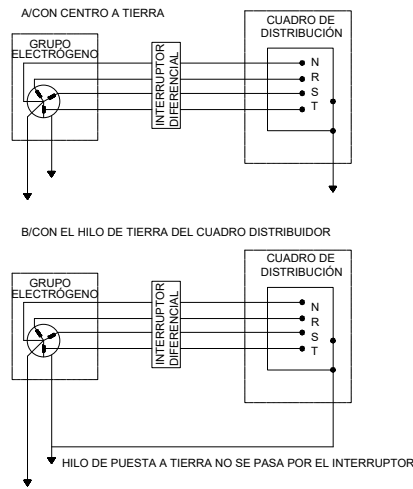 A/CON CENTRO A TIERRA
GRUPO
ELECTRÓGENO
INTERRUPTOR
DIFERENCIAL
CUADRO DE
DISTRIBUCIÓN
N
R
S
T
B/CON EL HILO DE TIERRA DEL CUADRO DISTRIBUIDOR
GRUPO
ELECTRÓGENO
INTERRUPTOR
DIFERENCIAL
CUADRO DE
DISTRIBUCIÓN
N
R
S
T
HILO DE PUESTA A TIERRA NO SE PASA POR EL INTERRUPTOR